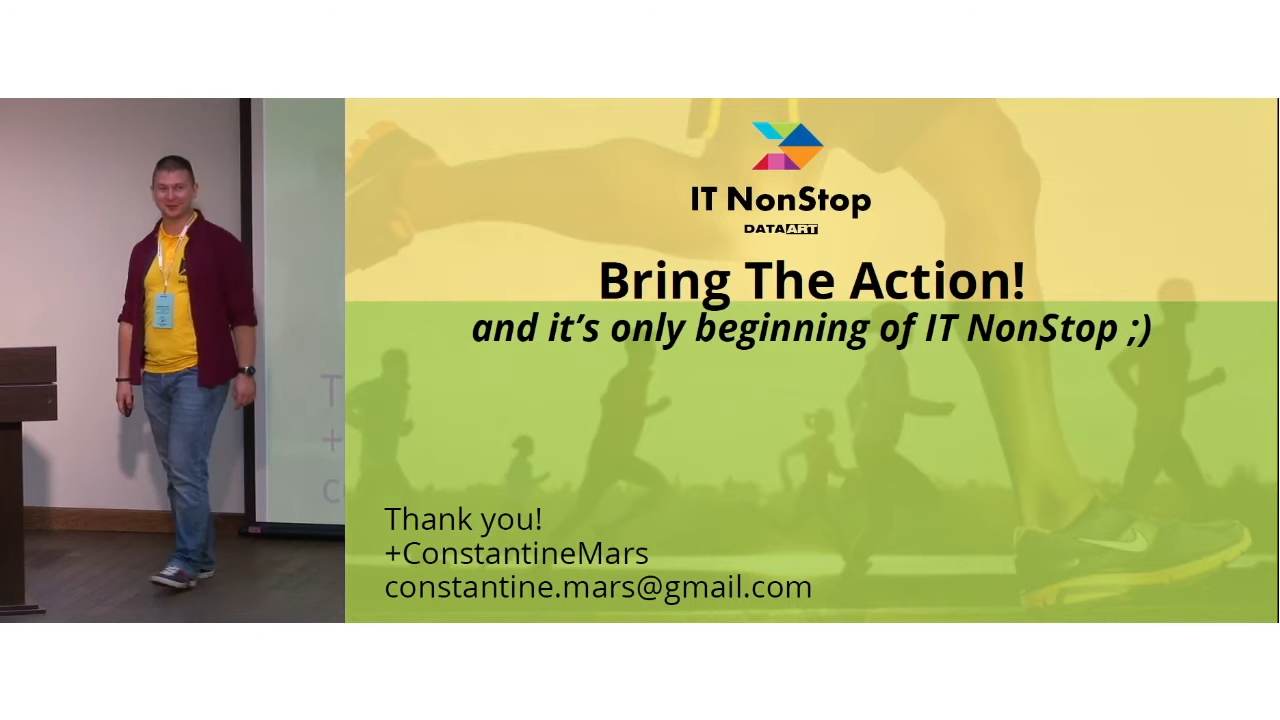 IT NonStop
DATAART
Bring The Action!
and it's only beginning of IT NonStop ;)
Thank you!
+ConstantineMars
constantine.mars@gmail.com